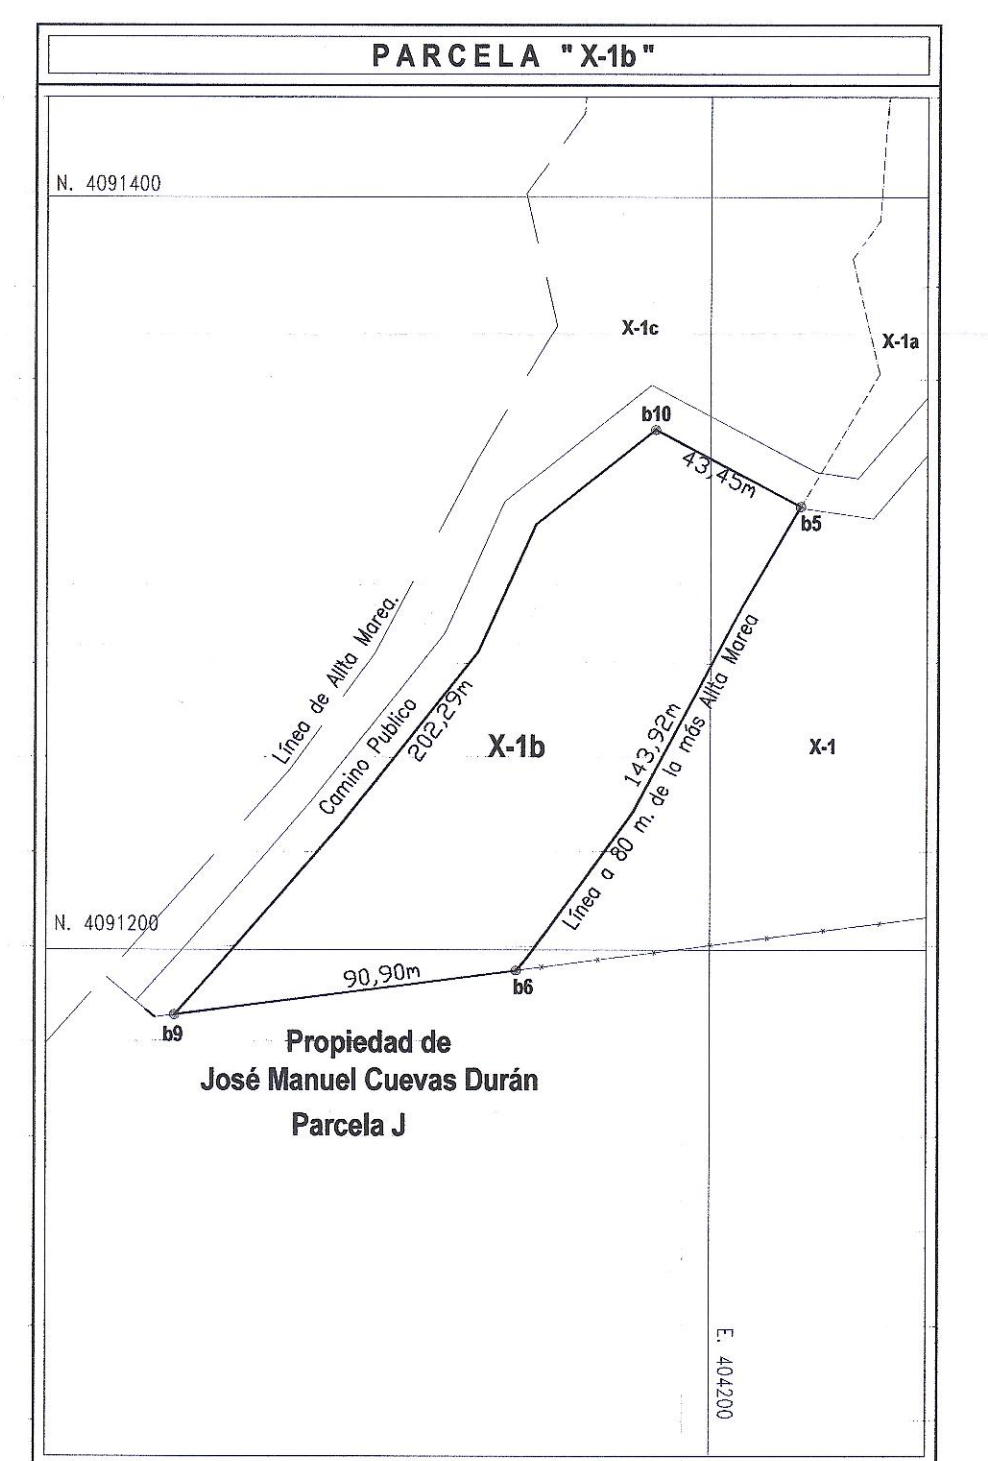 PARCELA "X-1b"
N. 4091400
X-1c
X-1a
b10
43,45m
b5
Línea de Allta Marea.
Camino Publico
202,29m
X-1b
143,92m
Línea a 80 m. de la más Allta Marea
X-1
N. 4091200
90,90m
b6
b9
Propiedad de
José Manuel Cuevas Durán
Parcela J
E. 404200